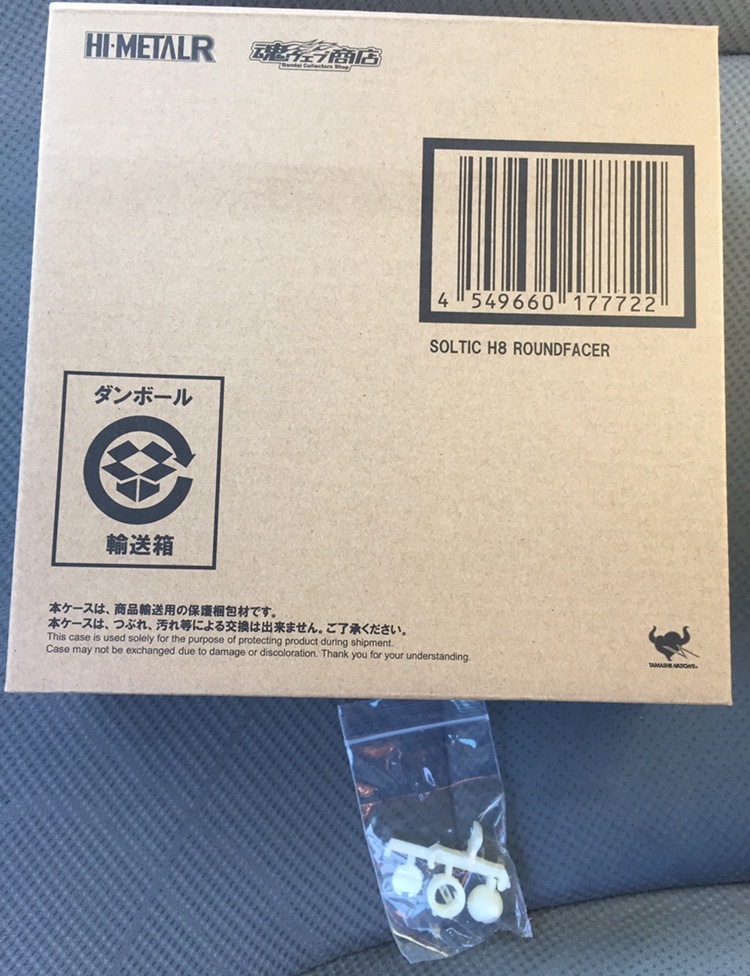 HI-METAL R
魂ウェブ商店
Bandai Collectors Shop
4 549660 177722
SOLTIC H8 ROUNDFACER
ダンボール
輸送箱
本ケースは、商品輸送用の保護梱包材です。
本ケースは、つぶれ、汚れ等による交換は出来ません。ご了承ください。
This case is used solely for the purpose of protecting product during shipment.
Case may not be exchanged due to damage or discoloration. Thank you for your understanding.
TAMASHII NATIONS